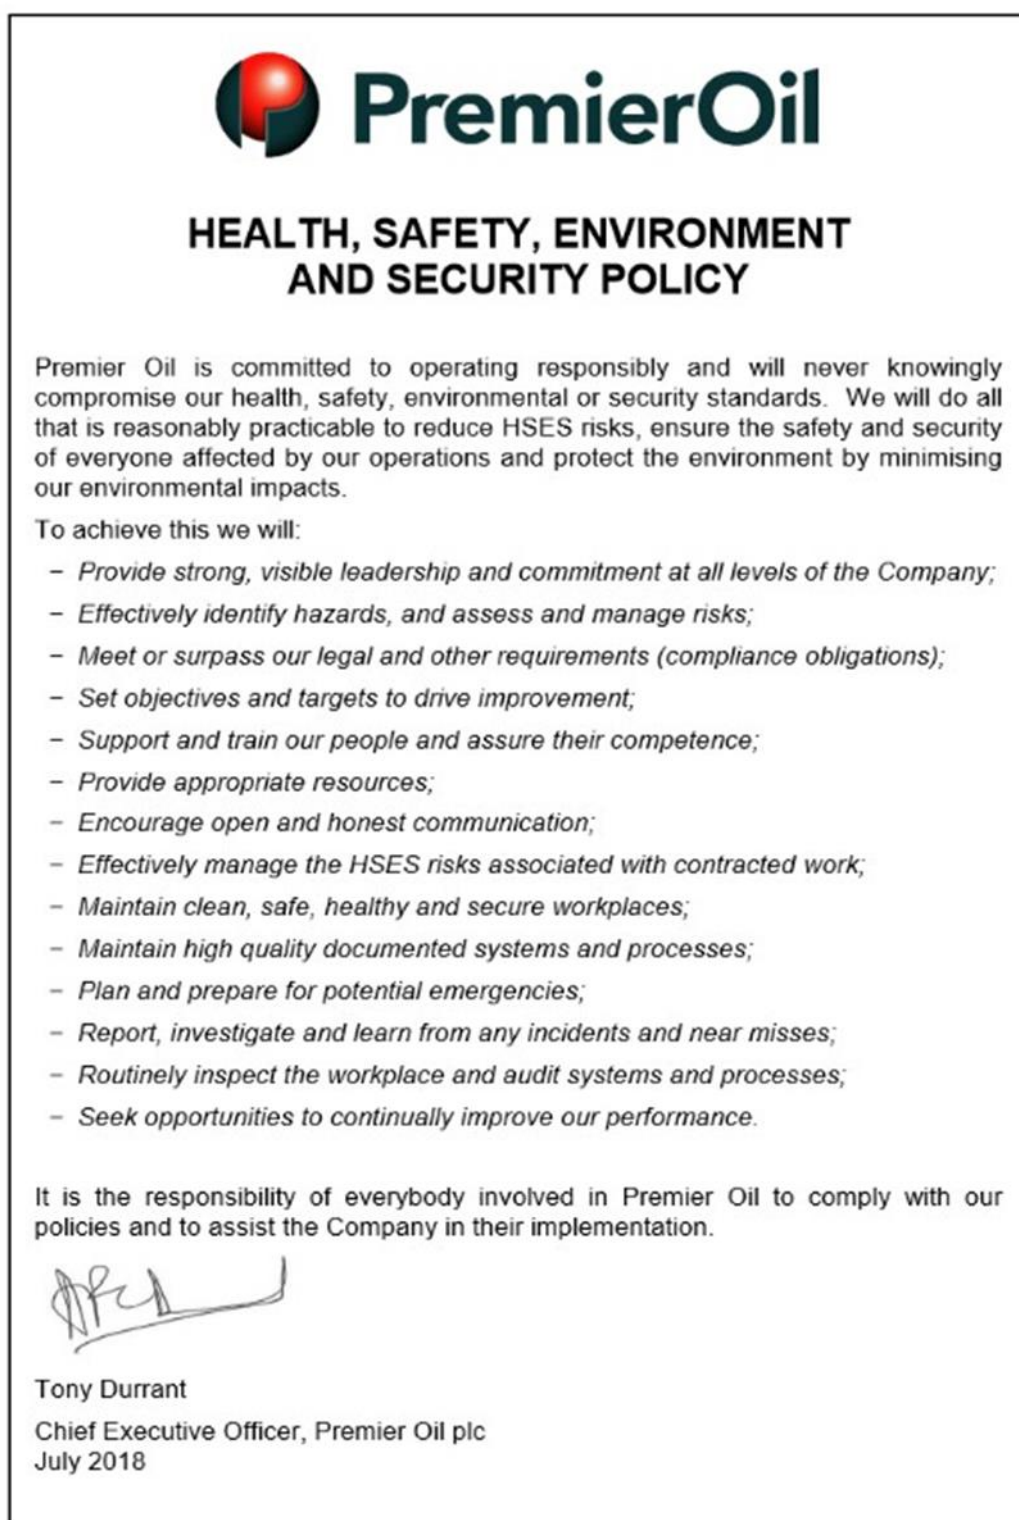 PremierOil
HEALTH, SAFETY, ENVIRONMENT
AND SECURITY POLICY
Premier Oil is committed to operating responsibly and will never knowingly
compromise our health, safety, environmental or security standards. We will do all
that is reasonably practicable to reduce HSES risks, ensure the safety and security
of everyone affected by our operations and protect the environment by minimising
our environmental impacts.
To achieve this we will:
– Provide strong, visible leadership and commitment at all levels of the Company;
– Effectively identify hazards, and assess and manage risks;
– Meet or surpass our legal and other requirements (compliance obligations);
– Set objectives and targets to drive improvement;
– Support and train our people and assure their competence;
– Provide appropriate resources;
– Encourage open and honest communication;
– Effectively manage the HSES risks associated with contracted work;
– Maintain clean, safe, healthy and secure workplaces;
– Maintain high quality documented systems and processes;
– Plan and prepare for potential emergencies;
– Report, investigate and learn from any incidents and near misses;
– Routinely inspect the workplace and audit systems and processes;
– Seek opportunities to continually improve our performance.
It is the responsibility of everybody involved in Premier Oil to comply with our
policies and to assist the Company in their implementation.
Tony Durrant
Chief Executive Officer, Premier Oil plc
July 2018